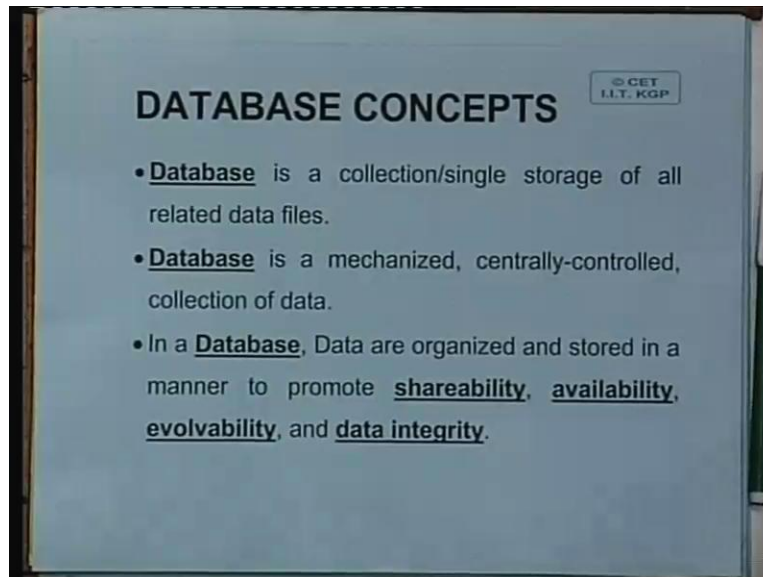 © CET
I.I.T. KGP
DATABASE CONCEPTS
• Database is a collection/single storage of all
related data files.
• Database is a mechanized, centrally-controlled,
collection of data.
• In a Database, Data are organized and stored in a
manner to promote shareability, availability,
evolvability, and data integrity.